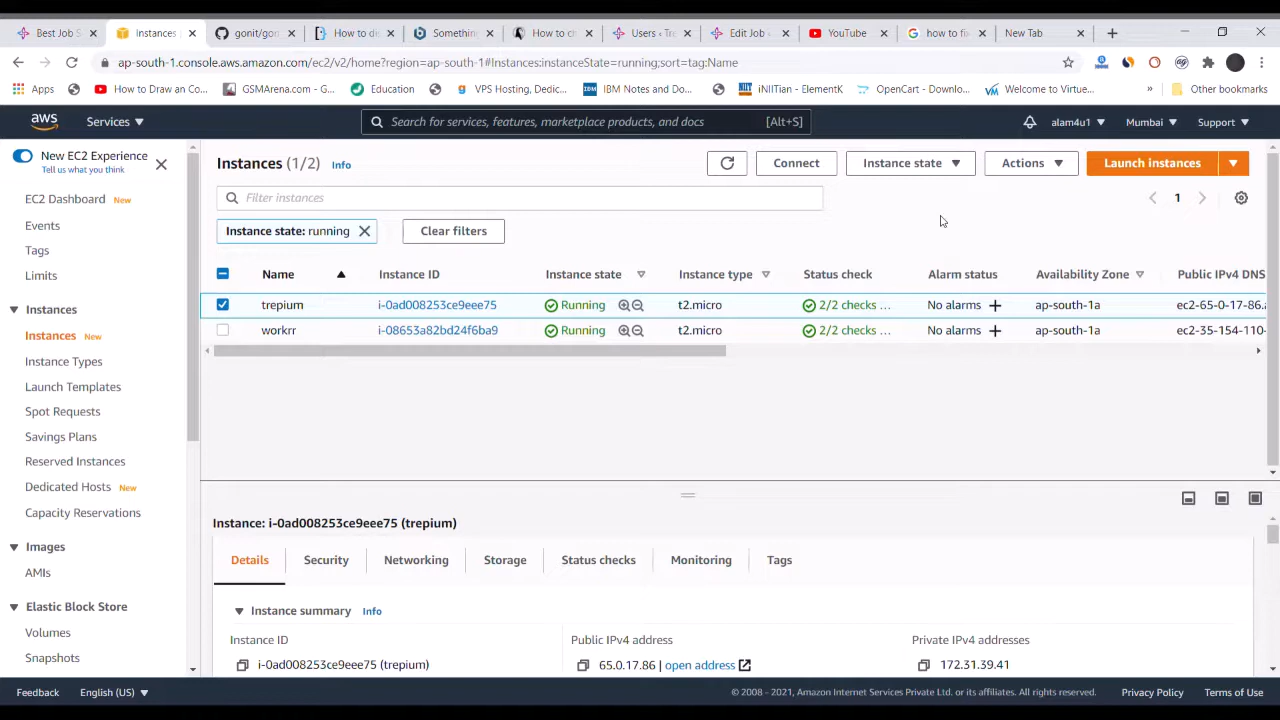 Best Job S
Instances
gonit/gon
How to di
Somethin
How to ch
Users ‹ Tre
Edit Job ‹
YouTube
how to fix
New Tab
ap-south-1.console.aws.amazon.com/ec2/v2/home?region=ap-south-1#Instances:instanceState=running;sort=tag:Name
Apps
How to Draw an Co...
GSMArena.com - G...
Education
VPS Hosting, Dedic...
IBM Notes and Do...
iNIITian - ElementK
OpenCart - Downlo...
Welcome to Virtue...
»
Other bookmarks
aws
Services
Search for services, features, marketplace products, and docs
[Alt+S]
alam4u1
Mumbai
Support
New EC2 Experience
Tell us what you think
EC2 Dashboard New
Events
Tags
Limits
Instances
Instances New
Instance Types
Launch Templates
Spot Requests
Savings Plans
Reserved Instances
Dedicated Hosts New
Capacity Reservations
Images
AMIs
Elastic Block Store
Volumes
Snapshots
Instances (1/2) Info
Connect
Instance state
Actions
Launch instances
Filter instances
1
Instance state: running
Clear filters
Name Instance ID Instance state Instance type Status check Alarm status Availability Zone Public IPv4 DNS
trepium i-0ad008253ce9eee75 Running t2.micro 2/2 checks ... No alarms + ap-south-1a ec2-65-0-17-86.a
workrr i-08653a82bd24f6ba9 Running t2.micro 2/2 checks ... No alarms + ap-south-1a ec2-35-154-110-
Instance: i-0ad008253ce9eee75 (trepium)
Details
Security
Networking
Storage
Status checks
Monitoring
Tags
Instance summary Info
Instance ID
Public IPv4 address
Private IPv4 addresses
i-0ad008253ce9eee75 (trepium)
65.0.17.86 | open address
172.31.39.41
Feedback
English (US)
© 2008 - 2021, Amazon Internet Services Private Ltd. or its affiliates. All rights reserved.
Privacy Policy
Terms of Use